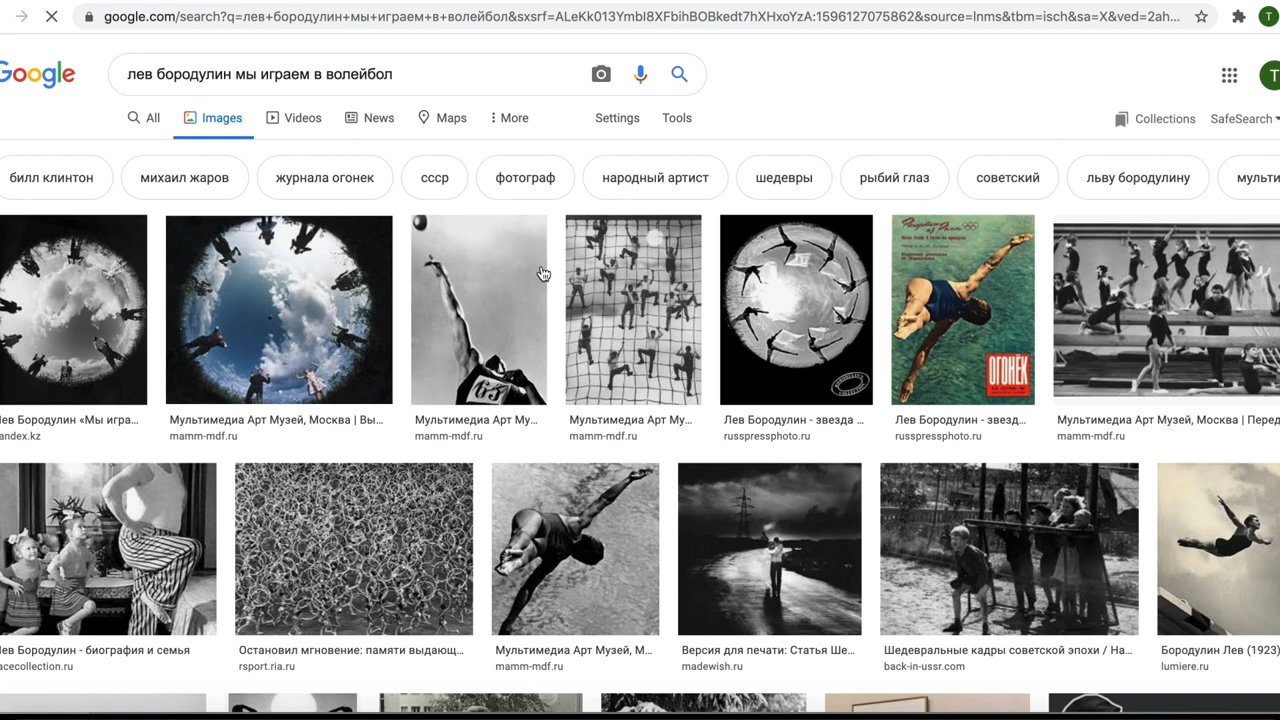 google.com/search?q=лев+бородулин+мы+играем+в+волейбол&sxsrf=ALeKk013Ymbl8XFbihBOBkedt7hXHxoYzA:1596127075862&source=lnms&tbm=isch&sa=X&ved=2ah...
T
Google
лев бородулин мы играем в волейбол
T
All
Images
Videos
News
Maps
More
Settings
Tools
Collections
SafeSearch
билл клинтон
михаил жаров
журнала огонек
ссср
фотограф
народный артист
шедевры
рыбий глаз
советский
льву бородулину
мульти
ОГОНЁК
Лев Бородулин «Мы игра...
andex.kz
Мультимедиа Арт Музей, Москва | Вы...
mamm-mdf.ru
Мультимедиа Арт Му...
mamm-mdf.ru
Мультимедиа Арт Му...
mamm-mdf.ru
Лев Бородулин - звезда ...
russpressphoto.ru
Лев Бородулин - звезд...
russpressphoto.ru
Мультимедиа Арт Музей, Москва | Перед
mamm-mdf.ru
Лев Бородулин - биография и семья
acecollection.ru
Остановил мгновение: памяти выдающ...
rsport.ria.ru
Мультимедиа Арт Музей, М...
mamm-mdf.ru
Версия для печати: Статья Ше...
madewish.ru
Шедевральные кадры советской эпохи / На...
back-in-ussr.com
Бородулин Лев (1923)
lumiere.ru